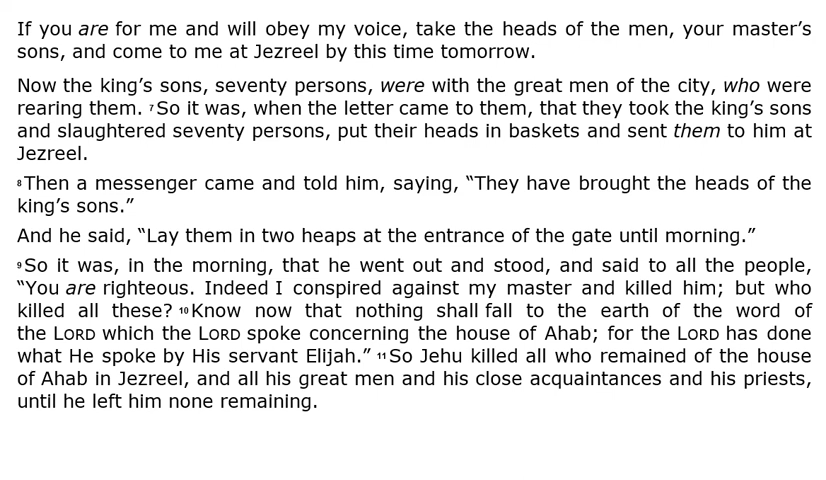 If you are for me and will obey my voice, take the heads of the men, your master’s
sons, and come to me at Jezreel by this time tomorrow.
Now the king’s sons, seventy persons, were with the great men of the city, who were
rearing them. 7 So it was, when the letter came to them, that they took the king’s sons
and slaughtered seventy persons, put their heads in baskets and sent them to him at
Jezreel.
8 Then a messenger came and told him, saying, “They have brought the heads of the
king’s sons.”
And he said, “Lay them in two heaps at the entrance of the gate until morning.”
9 So it was, in the morning, that he went out and stood, and said to all the people,
“You are righteous. Indeed I conspired against my master and killed him; but who
killed all these? 10 Know now that nothing shall fall to the earth of the word of
the LORD which the LORD spoke concerning the house of Ahab; for the LORD has done
what He spoke by His servant Elijah.” 11 So Jehu killed all who remained of the house
of Ahab in Jezreel, and all his great men and his close acquaintances and his priests,
until he left him none remaining.